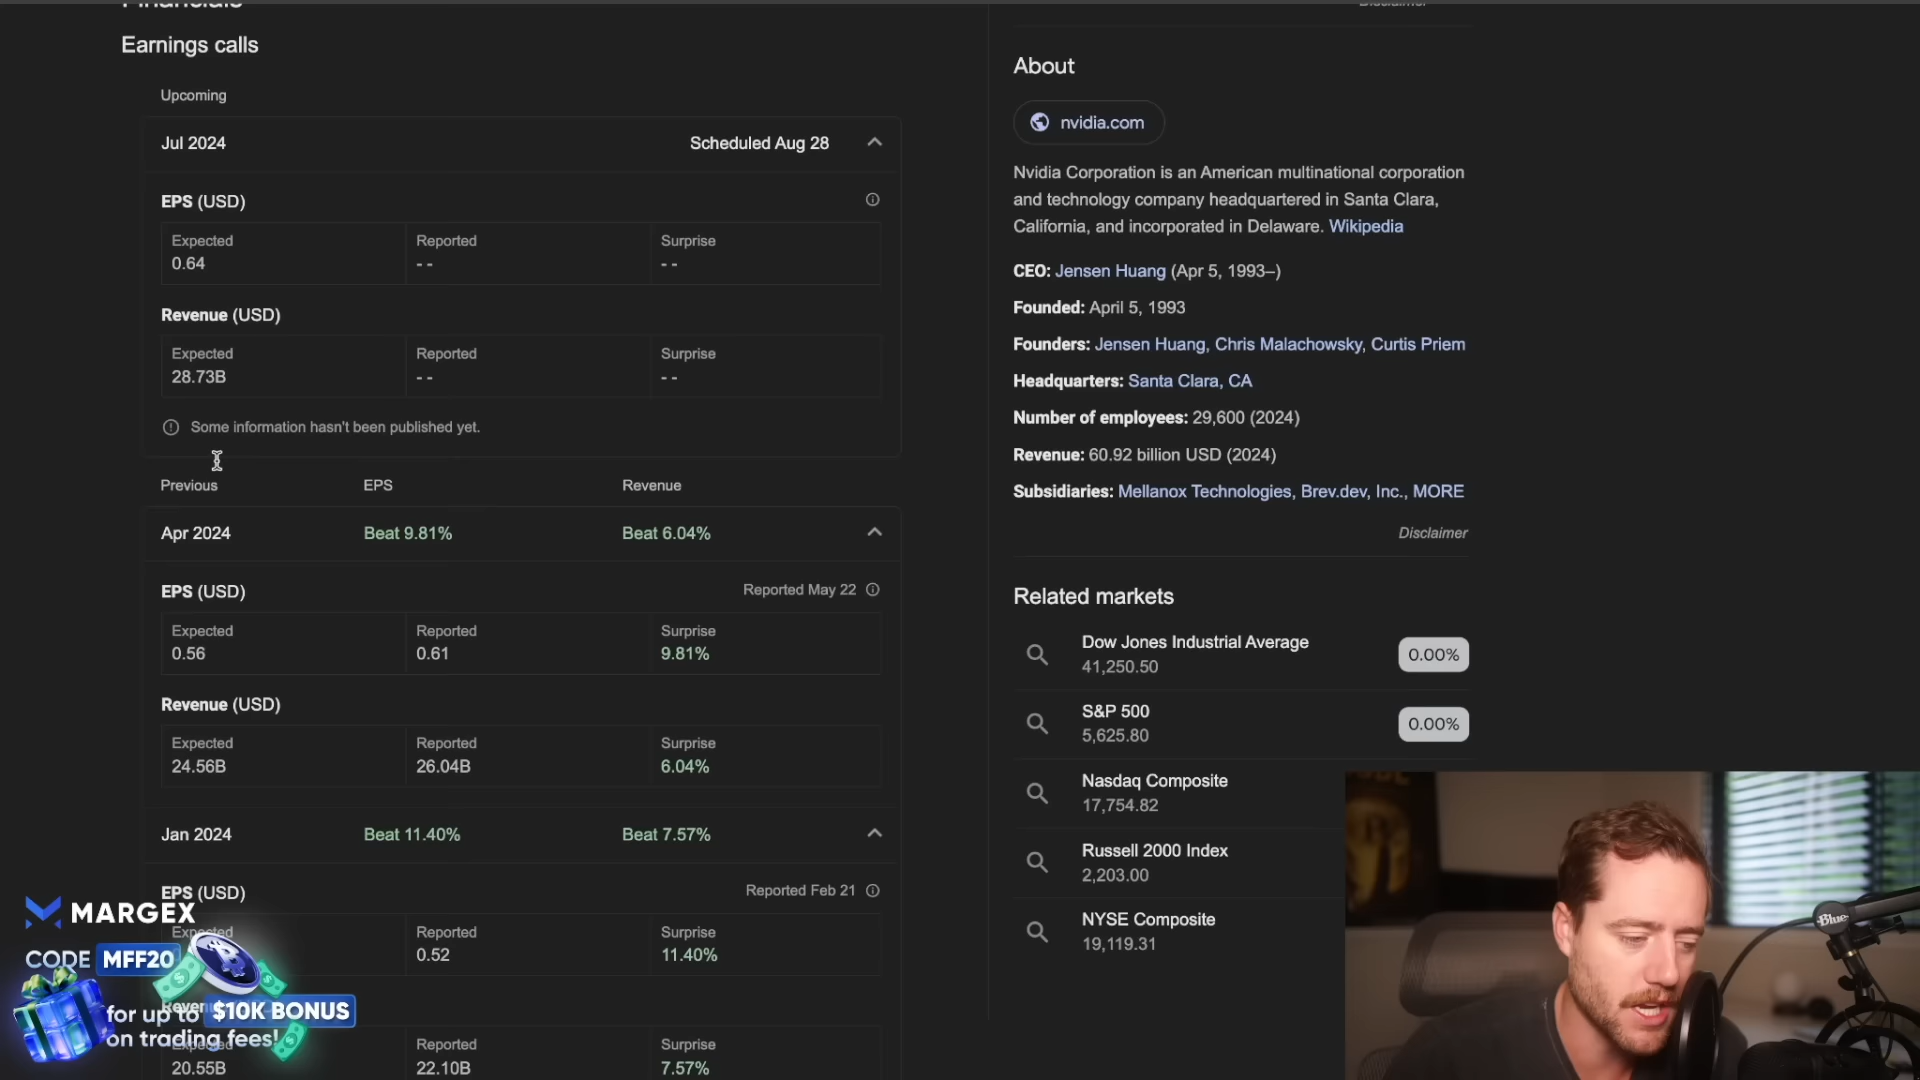 Financials
Disclaimer
Earnings calls
Upcoming
Jul 2024
Scheduled Aug 28
EPS (USD)
Expected
Reported
Surprise
0.64
- -
- -
Revenue (USD)
Expected
Reported
Surprise
28.73B
- -
- -
Some information hasn't been published yet.
Previous
EPS
Revenue
Apr 2024
Beat 9.81%
Beat 6.04%
EPS (USD)
Reported May 22
Expected
Reported
Surprise
0.56
0.61
9.81%
Revenue (USD)
Expected
Reported
Surprise
24.56B
26.04B
6.04%
Jan 2024
Beat 11.40%
Beat 7.57%
EPS (USD)
Reported Feb 21
Expected
Reported
Surprise
0.52
11.40%
Expected
Reported
Surprise
20.55B
22.10B
7.57%
MARGEX
CODE MFF20
for up to $10K BONUS
on trading fees!
About
nvidia.com
Nvidia Corporation is an American multinational corporation
and technology company headquartered in Santa Clara,
California, and incorporated in Delaware. Wikipedia
CEO: Jensen Huang (Apr 5, 1993–)
Founded: April 5, 1993
Founders: Jensen Huang, Chris Malachowsky, Curtis Priem
Headquarters: Santa Clara, CA
Number of employees: 29,600 (2024)
Revenue: 60.92 billion USD (2024)
Subsidiaries: Mellanox Technologies, Brev.dev, Inc., MORE
Disclaimer
Related markets
Dow Jones Industrial Average
41,250.50
0.00%
S&P 500
5,625.80
0.00%
Nasdaq Composite
17,754.82
Russell 2000 Index
2,203.00
NYSE Composite
19,119.31
Blue